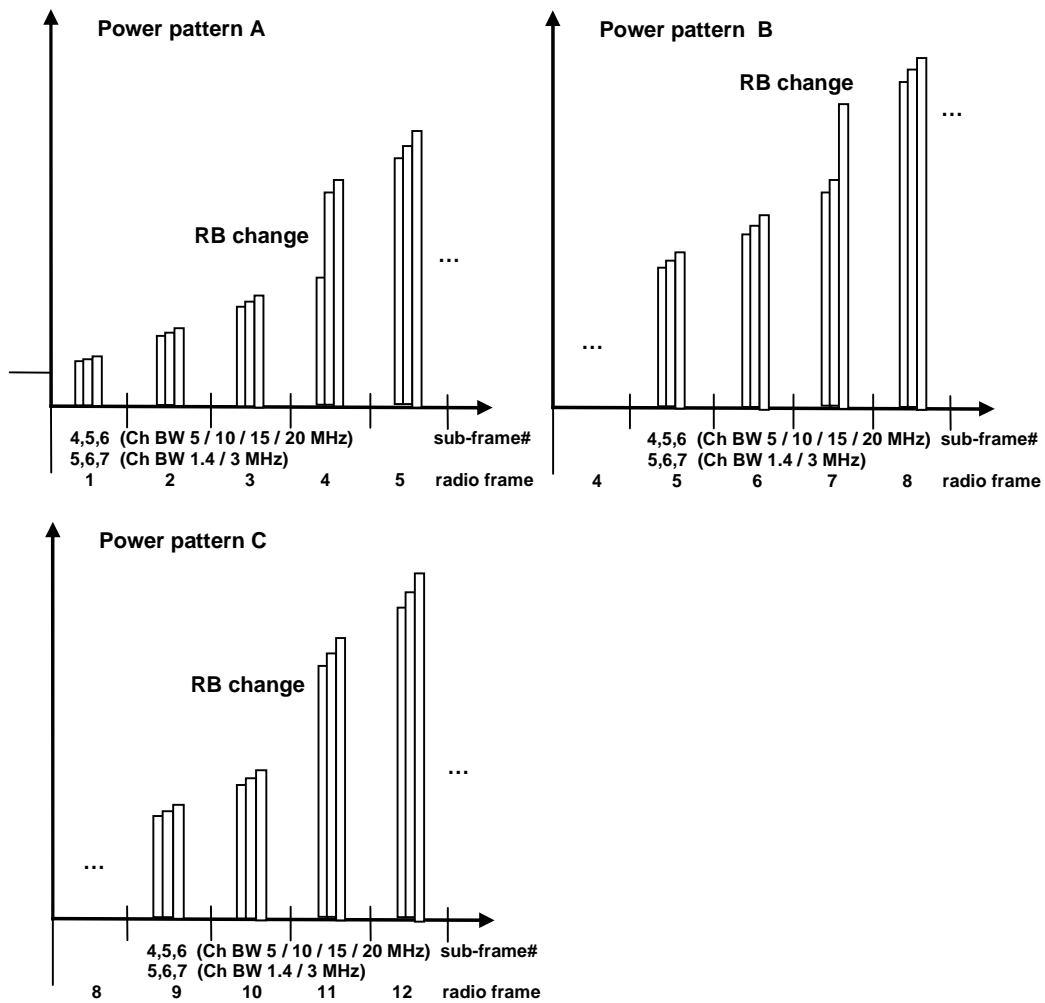 Power pattern A
RB change
...
4,5,6 (Ch BW 5 / 10 / 15 / 20 MHz) sub-frame#
5,6,7 (Ch BW 1.4 / 3 MHz)
1 2 3 4 5 radio frame
Power pattern B
RB change
...
...
4,5,6 (Ch BW 5 / 10 / 15 / 20 MHz) sub-frame#
5,6,7 (Ch BW 1.4 / 3 MHz)
4 5 6 7 8 radio frame
Power pattern C
RB change
...
...
4,5,6 (Ch BW 5 / 10 / 15 / 20 MHz) sub-frame#
5,6,7 (Ch BW 1.4 / 3 MHz)
8 9 10 11 12 radio frame